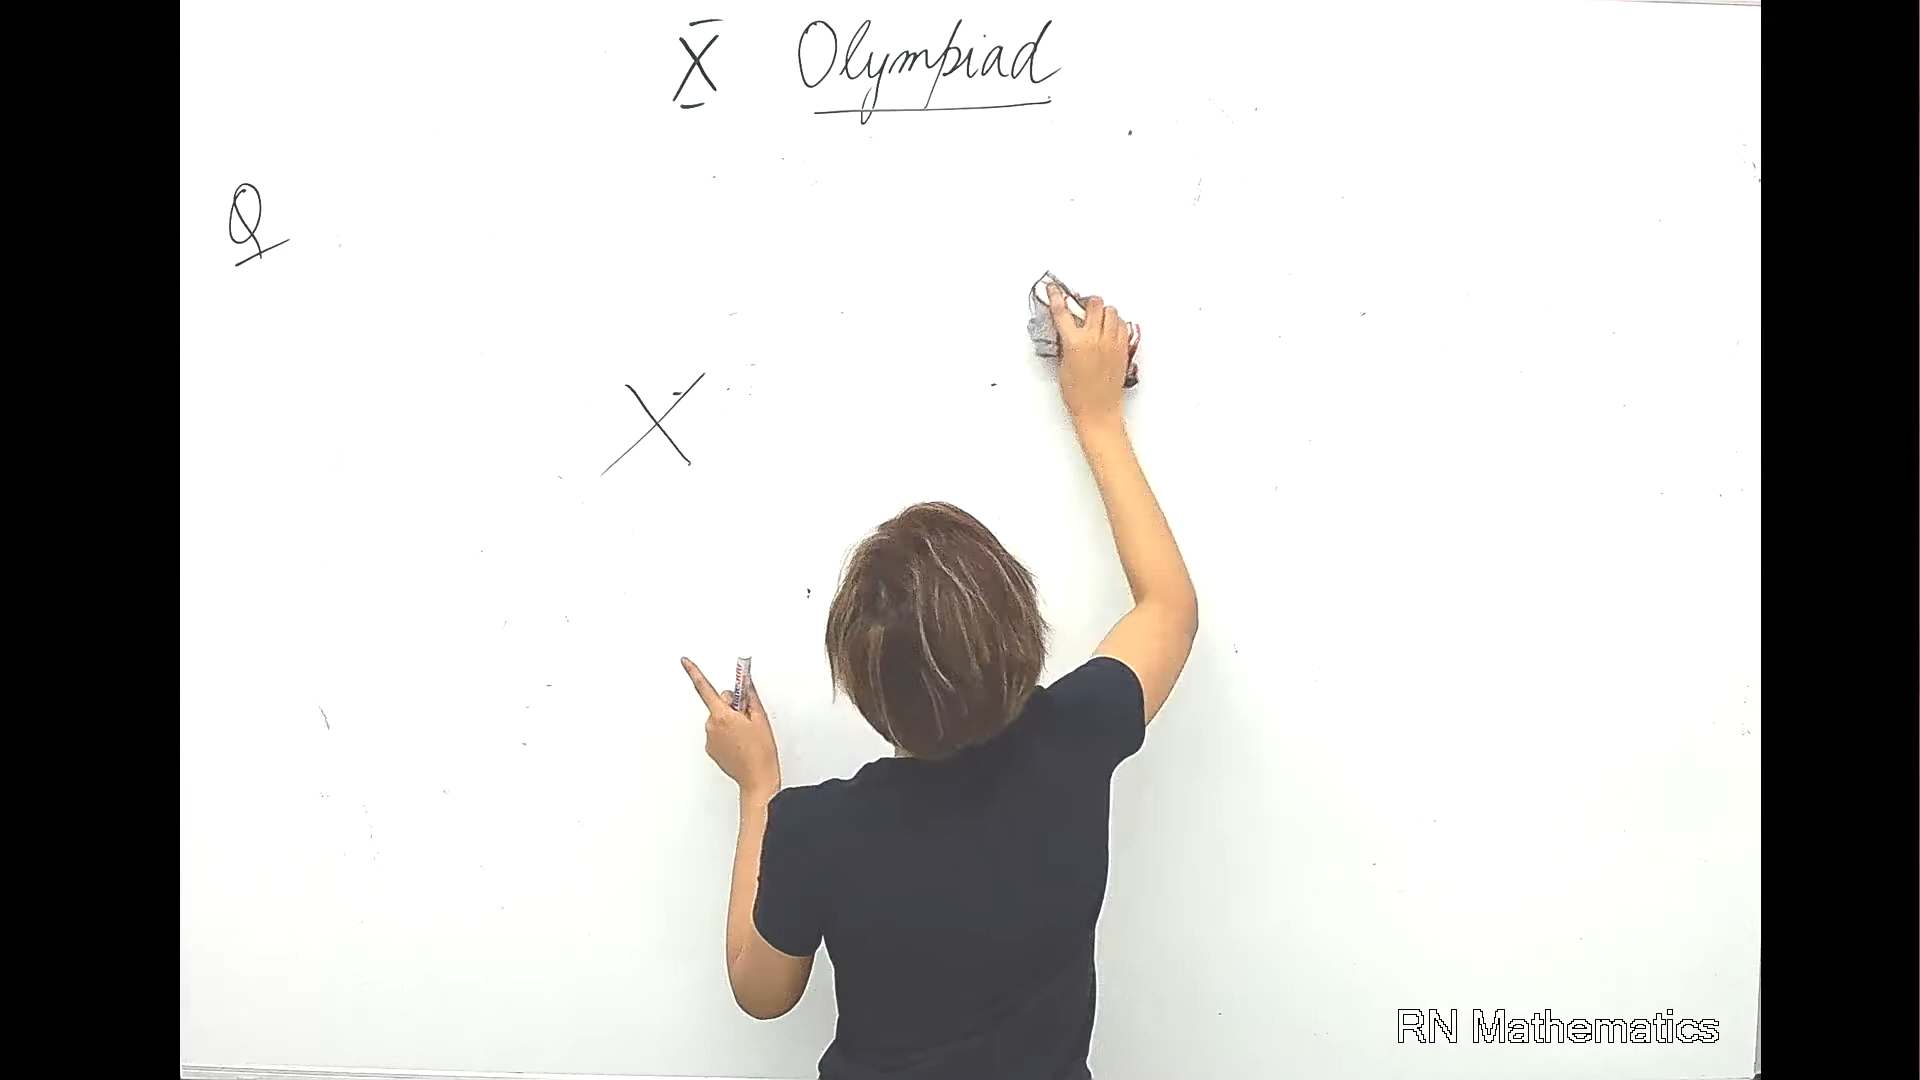 X Olympiad
Q
X
RN Mathematics